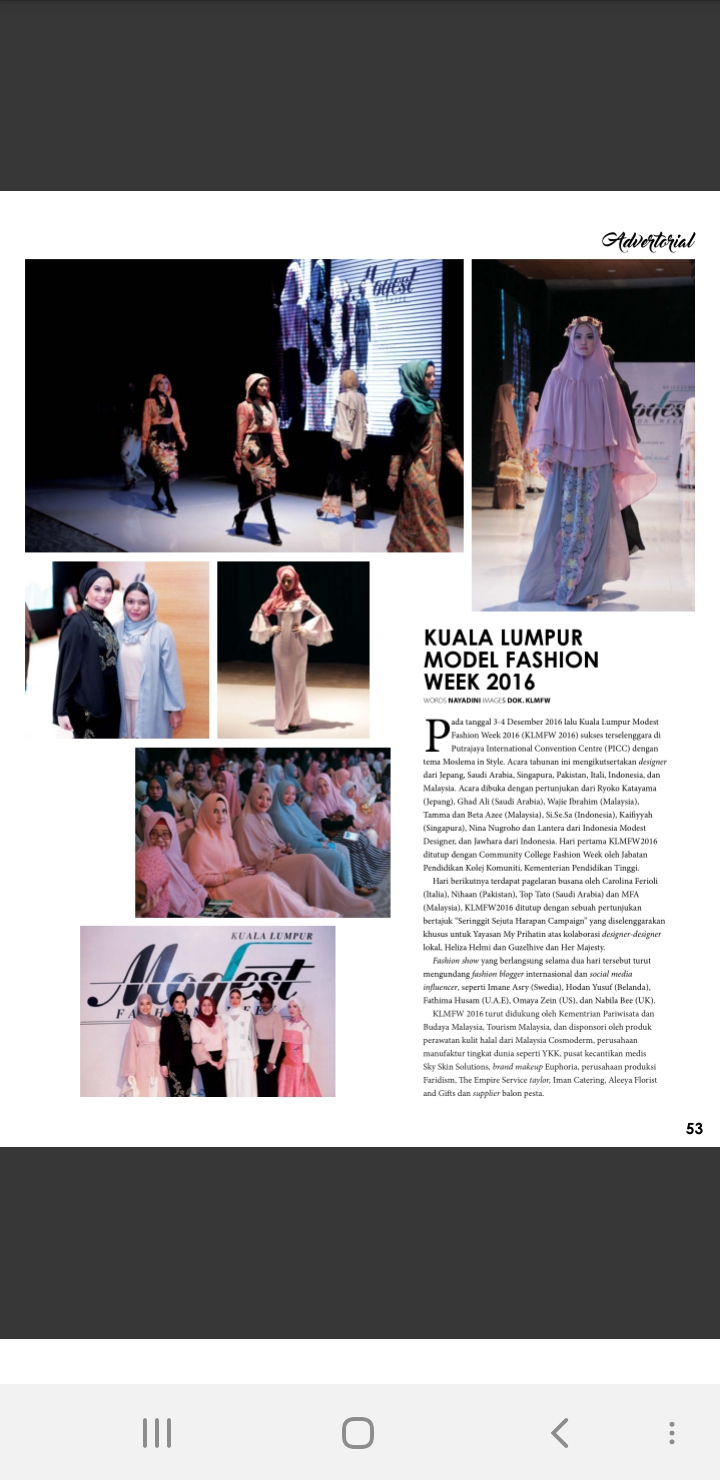 Advertorial
Modest
Modest
KUALA LUMPUR
MODEL FASHION
WEEK 2016
WORDS NAYADINI IMAGES DOK. KLMFW
Pada tanggal 3-4 Desember 2016 lalu Kuala Lumpur Modest
Fashion Week 2016 (KLMFW 2016) sukses terselenggara di
Putrajaya International Convention Centre (PICC) dengan
tema Moslema in Style. Acara tahunan ini mengikutsertakan designer
dari Jepang, Saudi Arabia, Singapura, Pakistan, Itali, Indonesia, dan
Malaysia. Acara dibuka dengan pertunjukan dari Ryoko Katayama
(Jepang), Ghad Ali (Saudi Arabia), Wajie Ibrahim (Malaysia),
Tamma dan Beta Azee (Malaysia), Si.Se.Sa (Indonesia), Kaifiyyah
(Singapura), Nina Nugroho dan Lantera dari Indonesia Modest
Designer, dan Jawhara dari Indonesia. Hari pertama KLMFW2016
ditutup dengan Community College Fashion Week oleh Jabatan
Pendidikan Kolej Komuniti, Kementerian Pendidikan Tinggi.
Hari berikutnya terdapat pagelaran busana oleh Carolina Ferioli
(Italia), Nihaan (Pakistan), Top Tato (Saudi Arabia) dan MFA
(Malaysia), KLMFW2016 ditutup dengan sebuah pertunjukan
bertajuk "Seringgit Sejuta Harapan Campaign" yang diselenggarakan
khusus untuk Yayasan My Prihatin atas kolaborasi designer-designer
lokal, Heliza Helmi dan Guzelhive dan Her Majesty.
Fashion show yang berlangsung selama dua hari tersebut turut
mengundang fashion blogger internasional dan social media
influencer, seperti Imane Asry (Swedia), Hodan Yusuf (Belanda),
Fathima Husam (U.A.E), Omaya Zein (US), dan Nabila Bee (UK).
KLMFW 2016 turut didukung oleh Kementrian Pariwisata dan
Budaya Malaysia, Tourism Malaysia, dan disponsori oleh produk
perawatan kulit halal dari Malaysia Cosmoderm, perusahaan
manufaktur tingkat dunia seperti YKK, pusat kecantikan medis
Sky Skin Solutions, brand makeup Euphoria, perusahaan produksi
Faridism, The Empire Service taylor, Iman Catering, Aleeya Florist
and Gifts dan supplier balon pesta.
KUALA LUMPUR
Modest
53